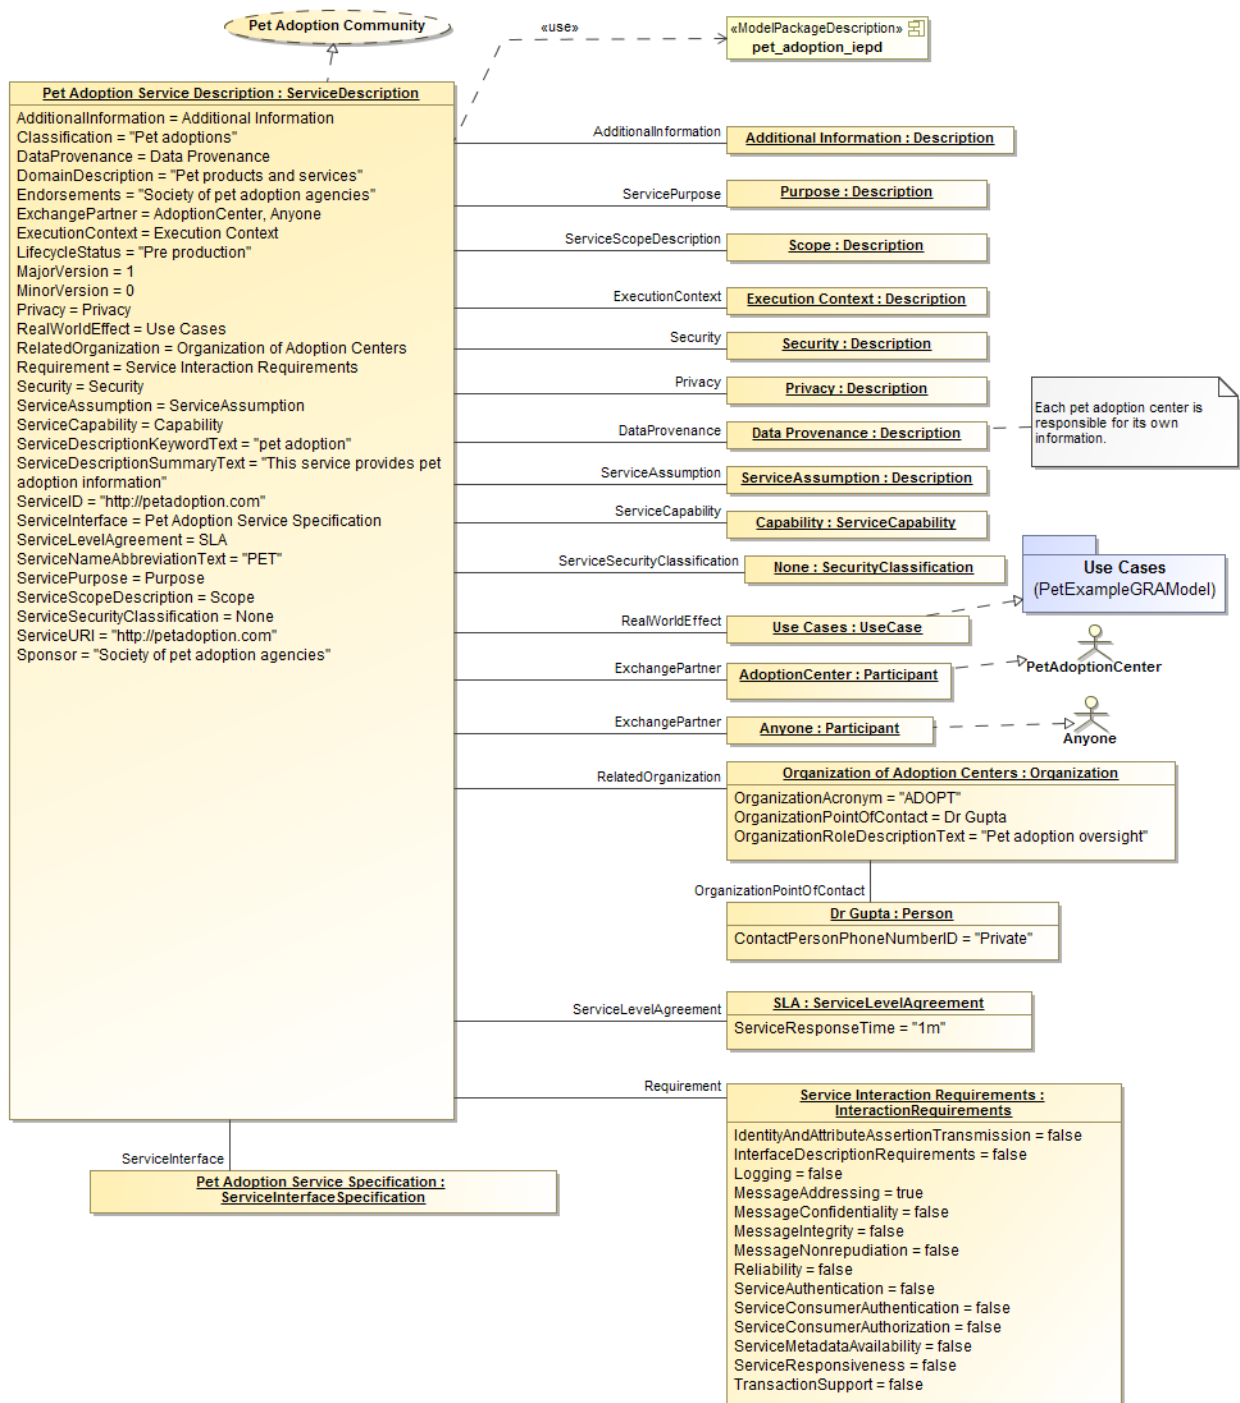 Pet Adoption Community
«use»
«ModelPackageDescription»
pet_adoption_iepd
Pet Adoption Service Description : ServiceDescription
AdditionalInformation = Additional Information
Classification = "Pet adoptions"
DataProvenance = Data Provenance
DomainDescription = "Pet products and services"
Endorsements = "Society of pet adoption agencies"
ExchangePartner = AdoptionCenter, Anyone
ExecutionContext = Execution Context
LifecycleStatus = "Pre production"
MajorVersion = 1
MinorVersion = 0
Privacy = Privacy
RealWorldEffect = Use Cases
RelatedOrganization = Organization of Adoption Centers
Requirement = Service Interaction Requirements
Security = Security
ServiceAssumption = ServiceAssumption
ServiceCapability = Capability
ServiceDescriptionKeywordText = "pet adoption"
ServiceDescriptionSummaryText = "This service provides pet
adoption information"
ServiceID = "http://petadoption.com"
ServiceInterface = Pet Adoption Service Specification
ServiceLevelAgreement = SLA
ServiceNameAbbreviationText = "PET"
ServicePurpose = Purpose
ServiceScopeDescription = Scope
ServiceSecurityClassification = None
ServiceURI = "http://petadoption.com"
Sponsor = "Society of pet adoption agencies"
AdditionalInformation
Additional Information : Description
ServicePurpose
Purpose : Description
ServiceScopeDescription
Scope : Description
ExecutionContext
Execution Context : Description
Security
Security : Description
Privacy
Privacy : Description
DataProvenance
Data Provenance : Description
Each pet adoption center is
responsible for its own
information.
ServiceAssumption
ServiceAssumption : Description
ServiceCapability
Capability : ServiceCapability
ServiceSecurityClassification
None : SecurityClassification
Use Cases
(PetExampleGRAModel)
RealWorldEffect
Use Cases : UseCase
ExchangePartner
AdoptionCenter : Participant
PetAdoptionCenter
ExchangePartner
Anyone : Participant
Anyone
RelatedOrganization
Organization of Adoption Centers : Organization
OrganizationAcronym = "ADOPT"
OrganizationPointOfContact = Dr Gupta
OrganizationRoleDescriptionText = "Pet adoption oversight"
OrganizationPointOfContact
Dr Gupta : Person
ContactPersonPhoneNumberID = "Private"
ServiceLevelAgreement
SLA : ServiceLevelAgreement
ServiceResponseTime = "1m"
Requirement
Service Interaction Requirements :
InteractionRequirements
IdentityAndAttributeAssertionTransmission = false
InterfaceDescriptionRequirements = false
Logging = false
MessageAddressing = true
MessageConfidentiality = false
MessageIntegrity = false
MessageNonrepudiation = false
Reliability = false
ServiceAuthentication = false
ServiceConsumerAuthentication = false
ServiceConsumerAuthorization = false
ServiceMetadataAvailability = false
ServiceResponsiveness = false
TransactionSupport = false
ServiceInterface
Pet Adoption Service Specification :
ServiceInterfaceSpecification